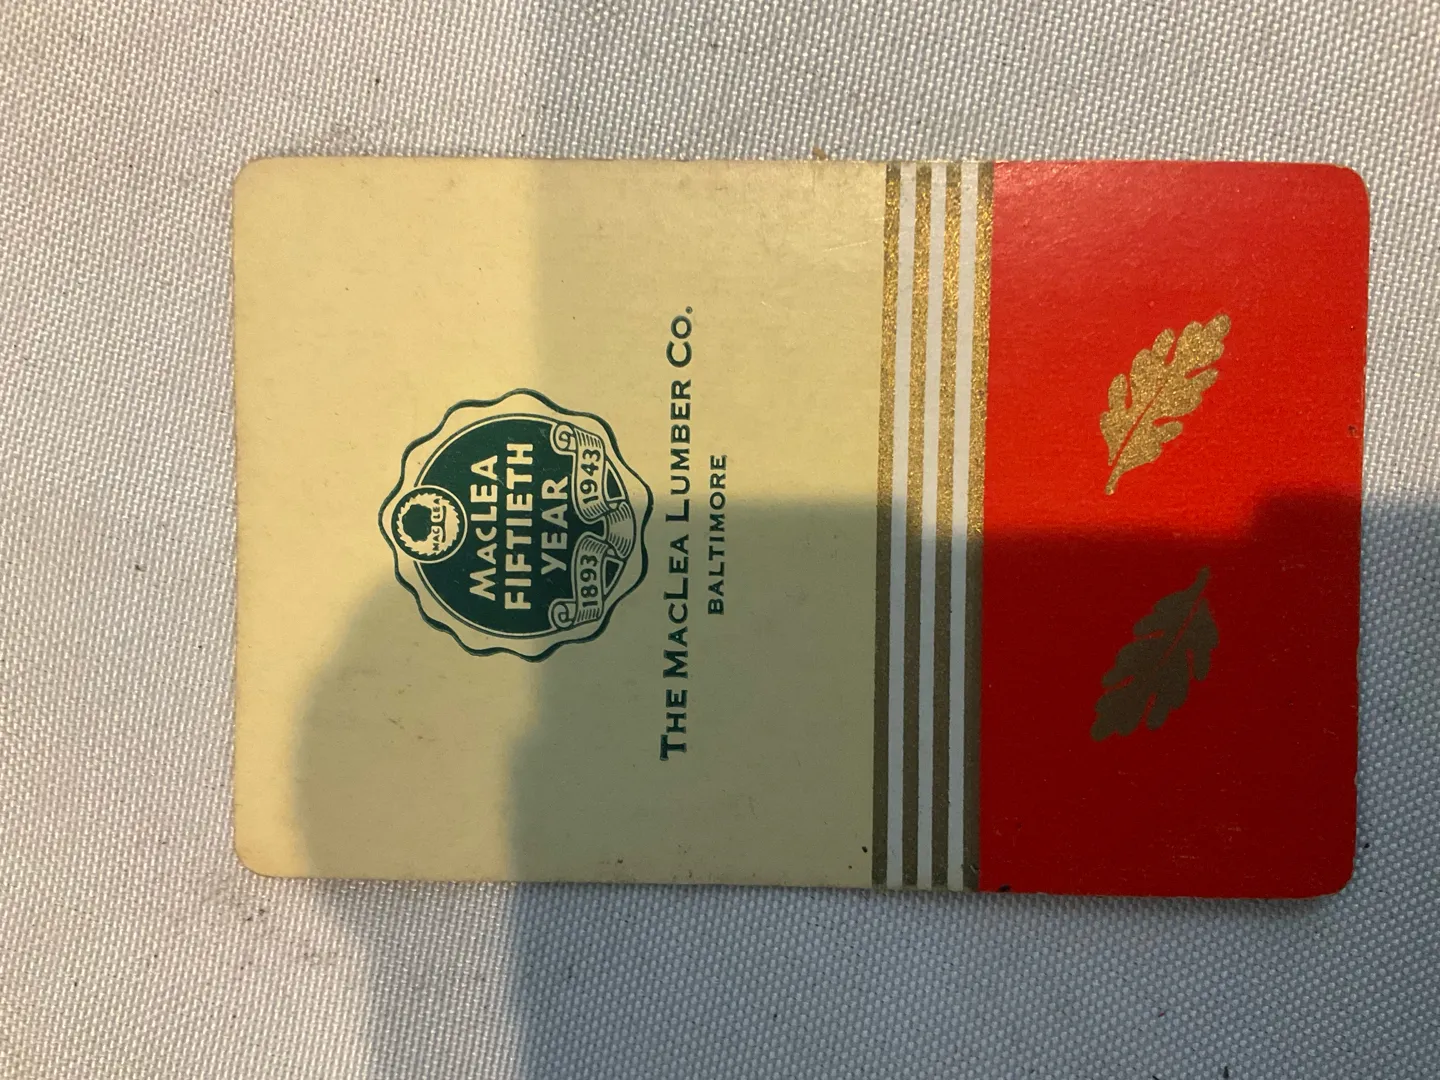 MACLEA
MACLEA
FIFTIETH
YEAR
1893 1943
THE MACLEA LUMBER CO.
BALTIMORE